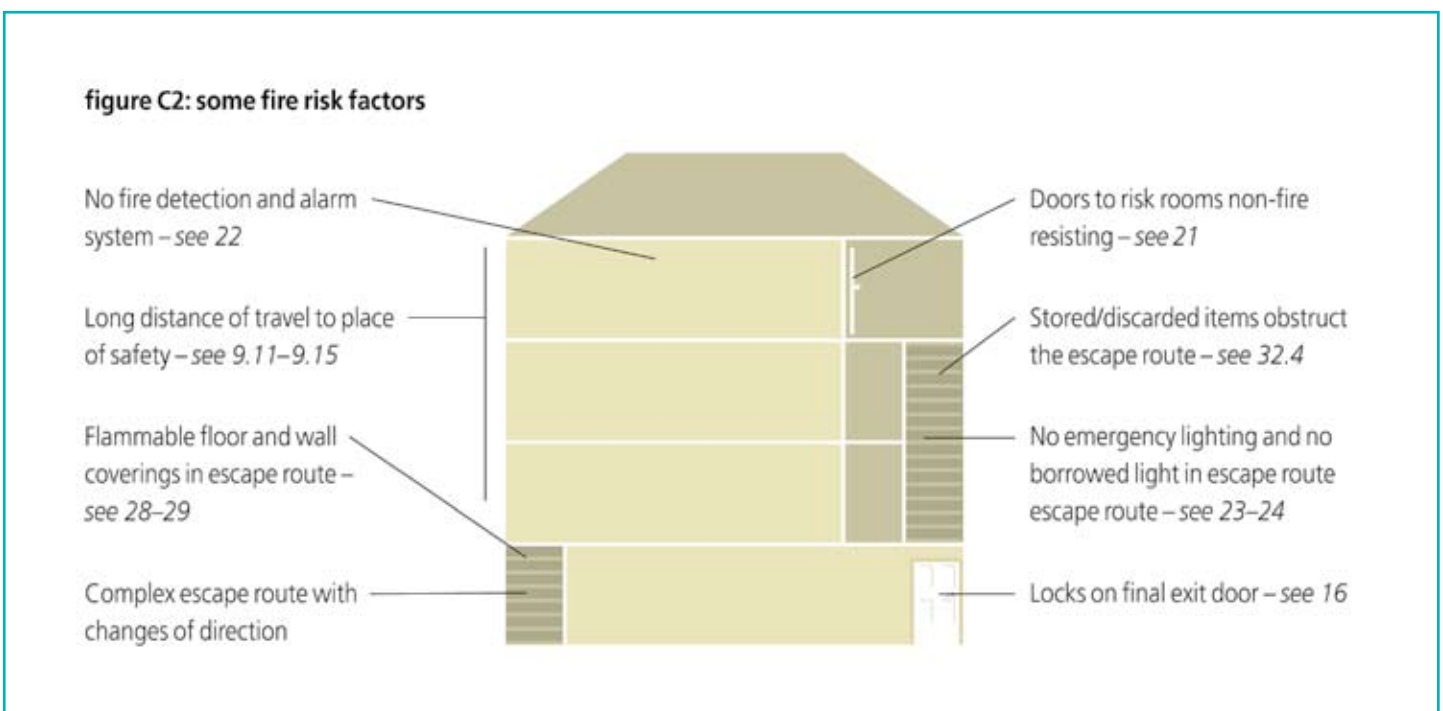 figure C2: some fire risk factors
No fire detection and alarm
system – see 22
Long distance of travel to place
of safety – see 9.11–9.15
Flammable floor and wall
coverings in escape route –
see 28–29
Complex escape route with
changes of direction
Doors to risk rooms non-fire
resisting – see 21
Stored/discarded items obstruct
the escape route – see 32.4
No emergency lighting and no
borrowed light in escape route
escape route – see 23–24
Locks on final exit door – see 16